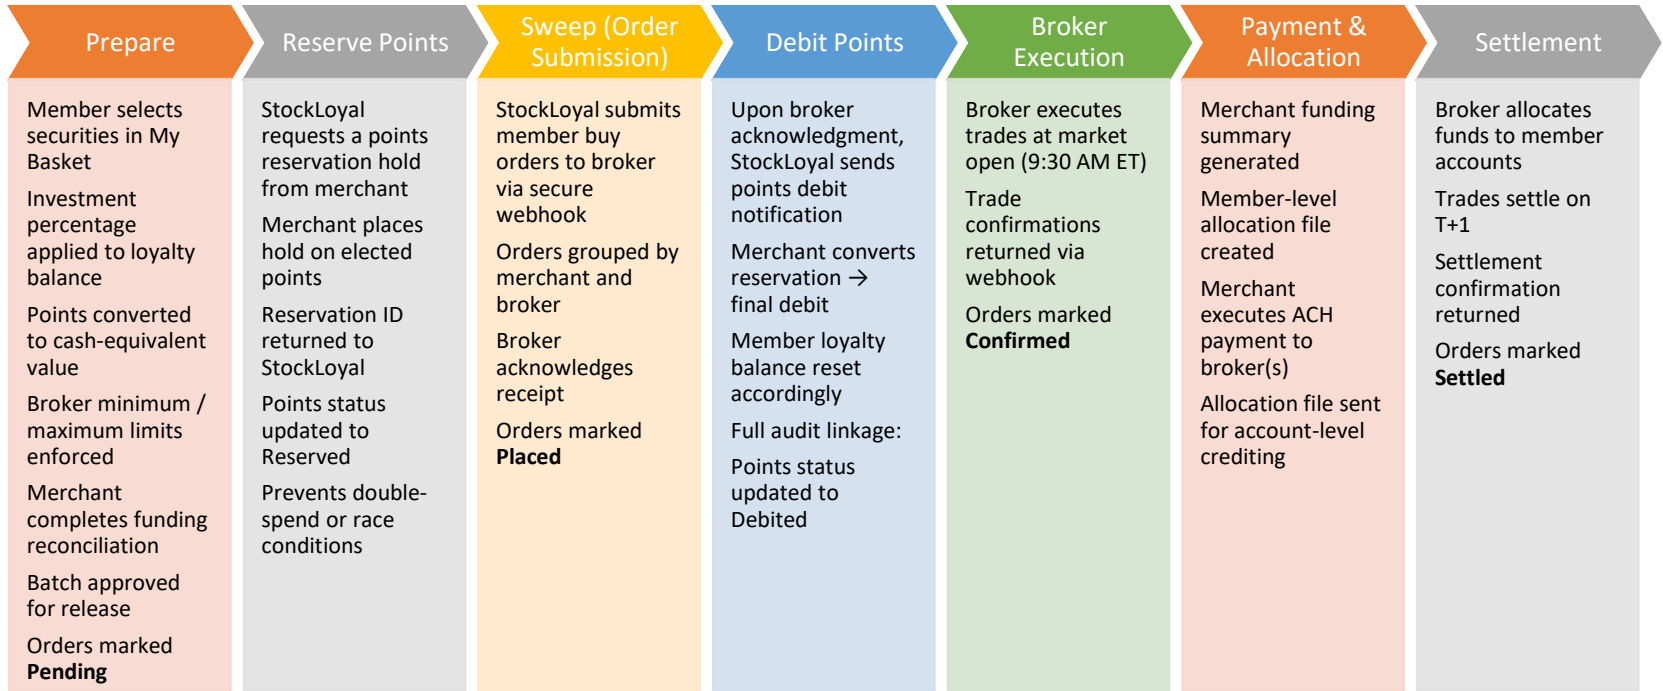 Prepare
Member selects
securities in My
Basket
Investment
percentage
applied to loyalty
balance
Points converted
to cash-equivalent
value
Broker minimum /
maximum limits
enforced
Merchant
completes funding
reconciliation
Batch approved
for release
Orders marked
Pending
Reserve Points
StockLoyal
requests a points
reservation hold
from merchant
Merchant places
hold on elected
points
Reservation ID
returned to
StockLoyal
Points status
updated to
Reserved
Prevents double-
spend or race
conditions
Sweep (Order
Submission)
StockLoyal submits
member buy
orders to broker
via secure
webhook
Orders grouped by
merchant and
broker
Broker
acknowledges
receipt
Orders marked
Placed
Debit Points
Upon broker
acknowledgment,
StockLoyal sends
points debit
notification
Merchant converts
reservation →
final debit
Member loyalty
balance reset
accordingly
Full audit linkage:
Points status
updated to
Debited
Broker
Execution
Broker executes
trades at market
open (9:30 AM ET)
Trade
confirmations
returned via
webhook
Orders marked
Confirmed
Payment &
Allocation
Merchant funding
summary
generated
Member-level
allocation file
created
Merchant
executes ACH
payment to
broker(s)
Allocation file sent
for account-level
crediting
Settlement
Broker allocates
funds to member
accounts
Trades settle on
T+1
Settlement
confirmation
returned
Orders marked
Settled